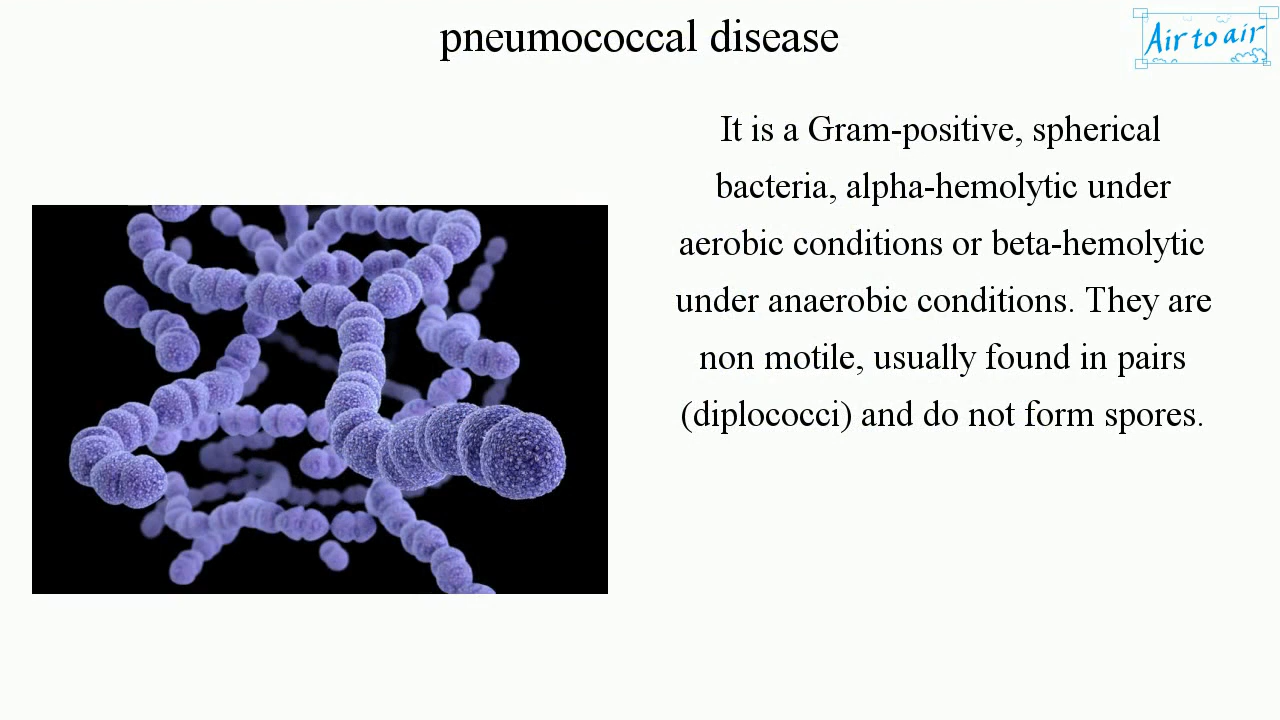 pneumococcal disease
Air to air
It is a Gram-positive, spherical
bacteria, alpha-hemolytic under
aerobic conditions or beta-hemolytic
under anaerobic conditions. They are
non motile, usually found in pairs
(diplococci) and do not form spores.